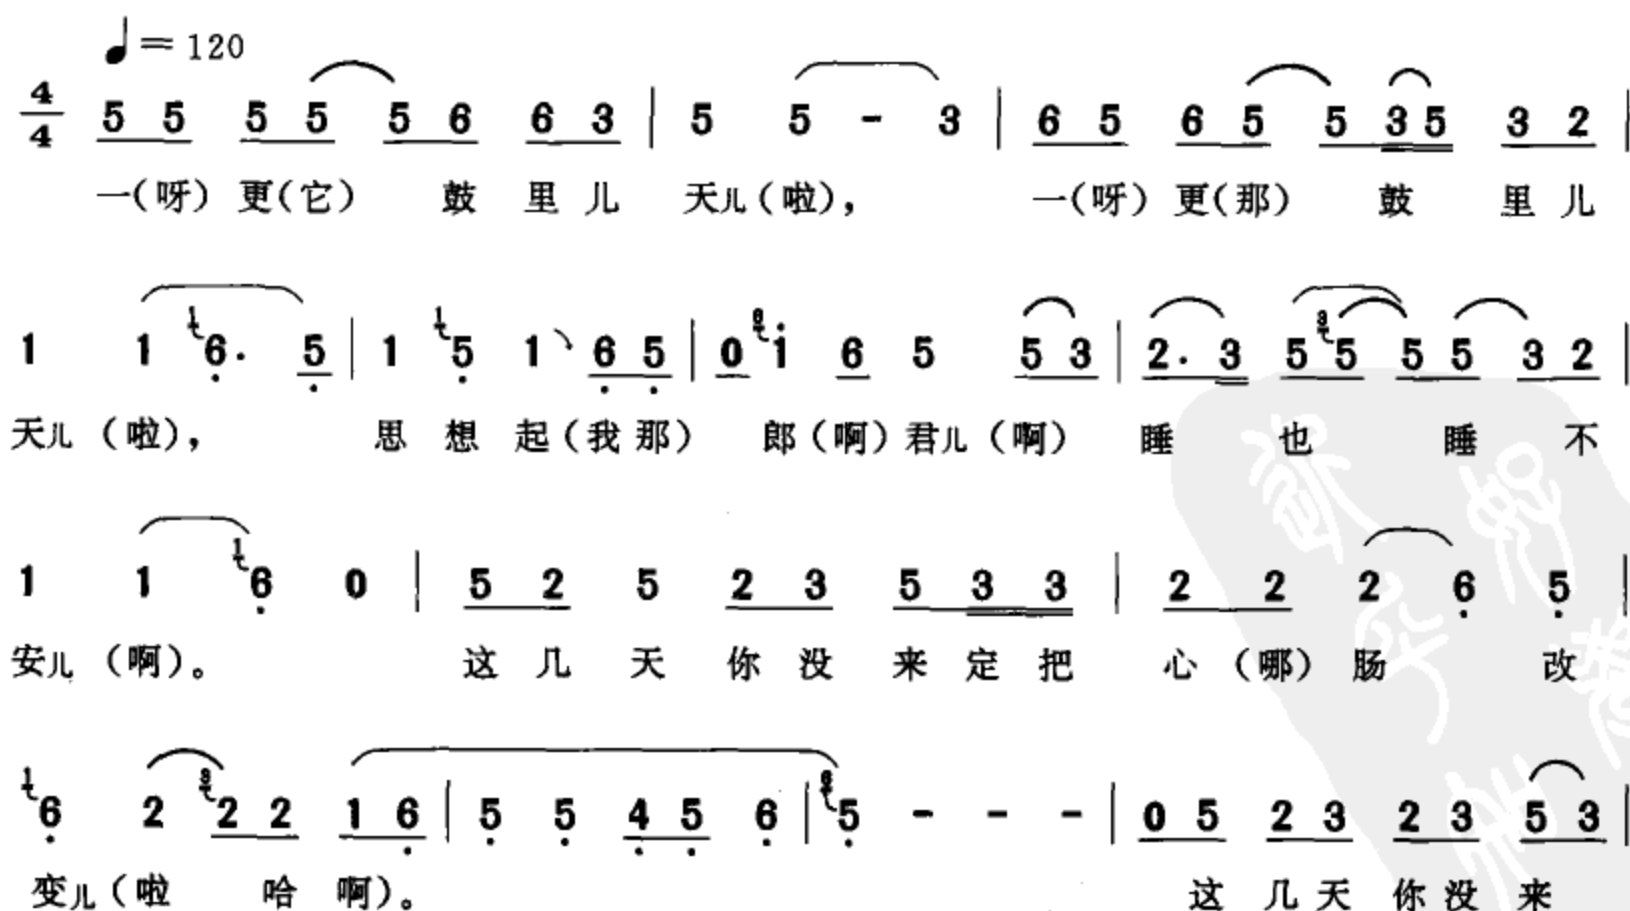 ♩= 120
4/4 5 5 5 5 5 6 6 3 | 5 5 - 3 | 6 5 6 5 5 3 5 3 2 |
一(呀) 更(它) 鼓 里 儿 天儿(啦), 一(呀) 更(那) 鼓 里 儿
1 1 1 6. 5 | 1 1 5 1 6 5 | 0 6 i 6 5 5 3 | 2. 3 5 3 5 5 5 3 2 |
天儿 (啦), 思 想 起(我 那) 郎(啊)君儿(啊) 睡 也 睡 不
1 1 1 6 0 | 5 2 5 2 3 5 3 3 | 2 2 2 6 5 |
安儿 (啊)。 这 几 天 你 没 来 定 把 心 (哪) 肠 改
1 6 2 3 2 2 1 6 | 5 5 4 5 6 | 6 5 - - - | 0 5 2 3 2 3 5 3 |
变儿(啦 哈 啊)。 这 几 天 你 没 来